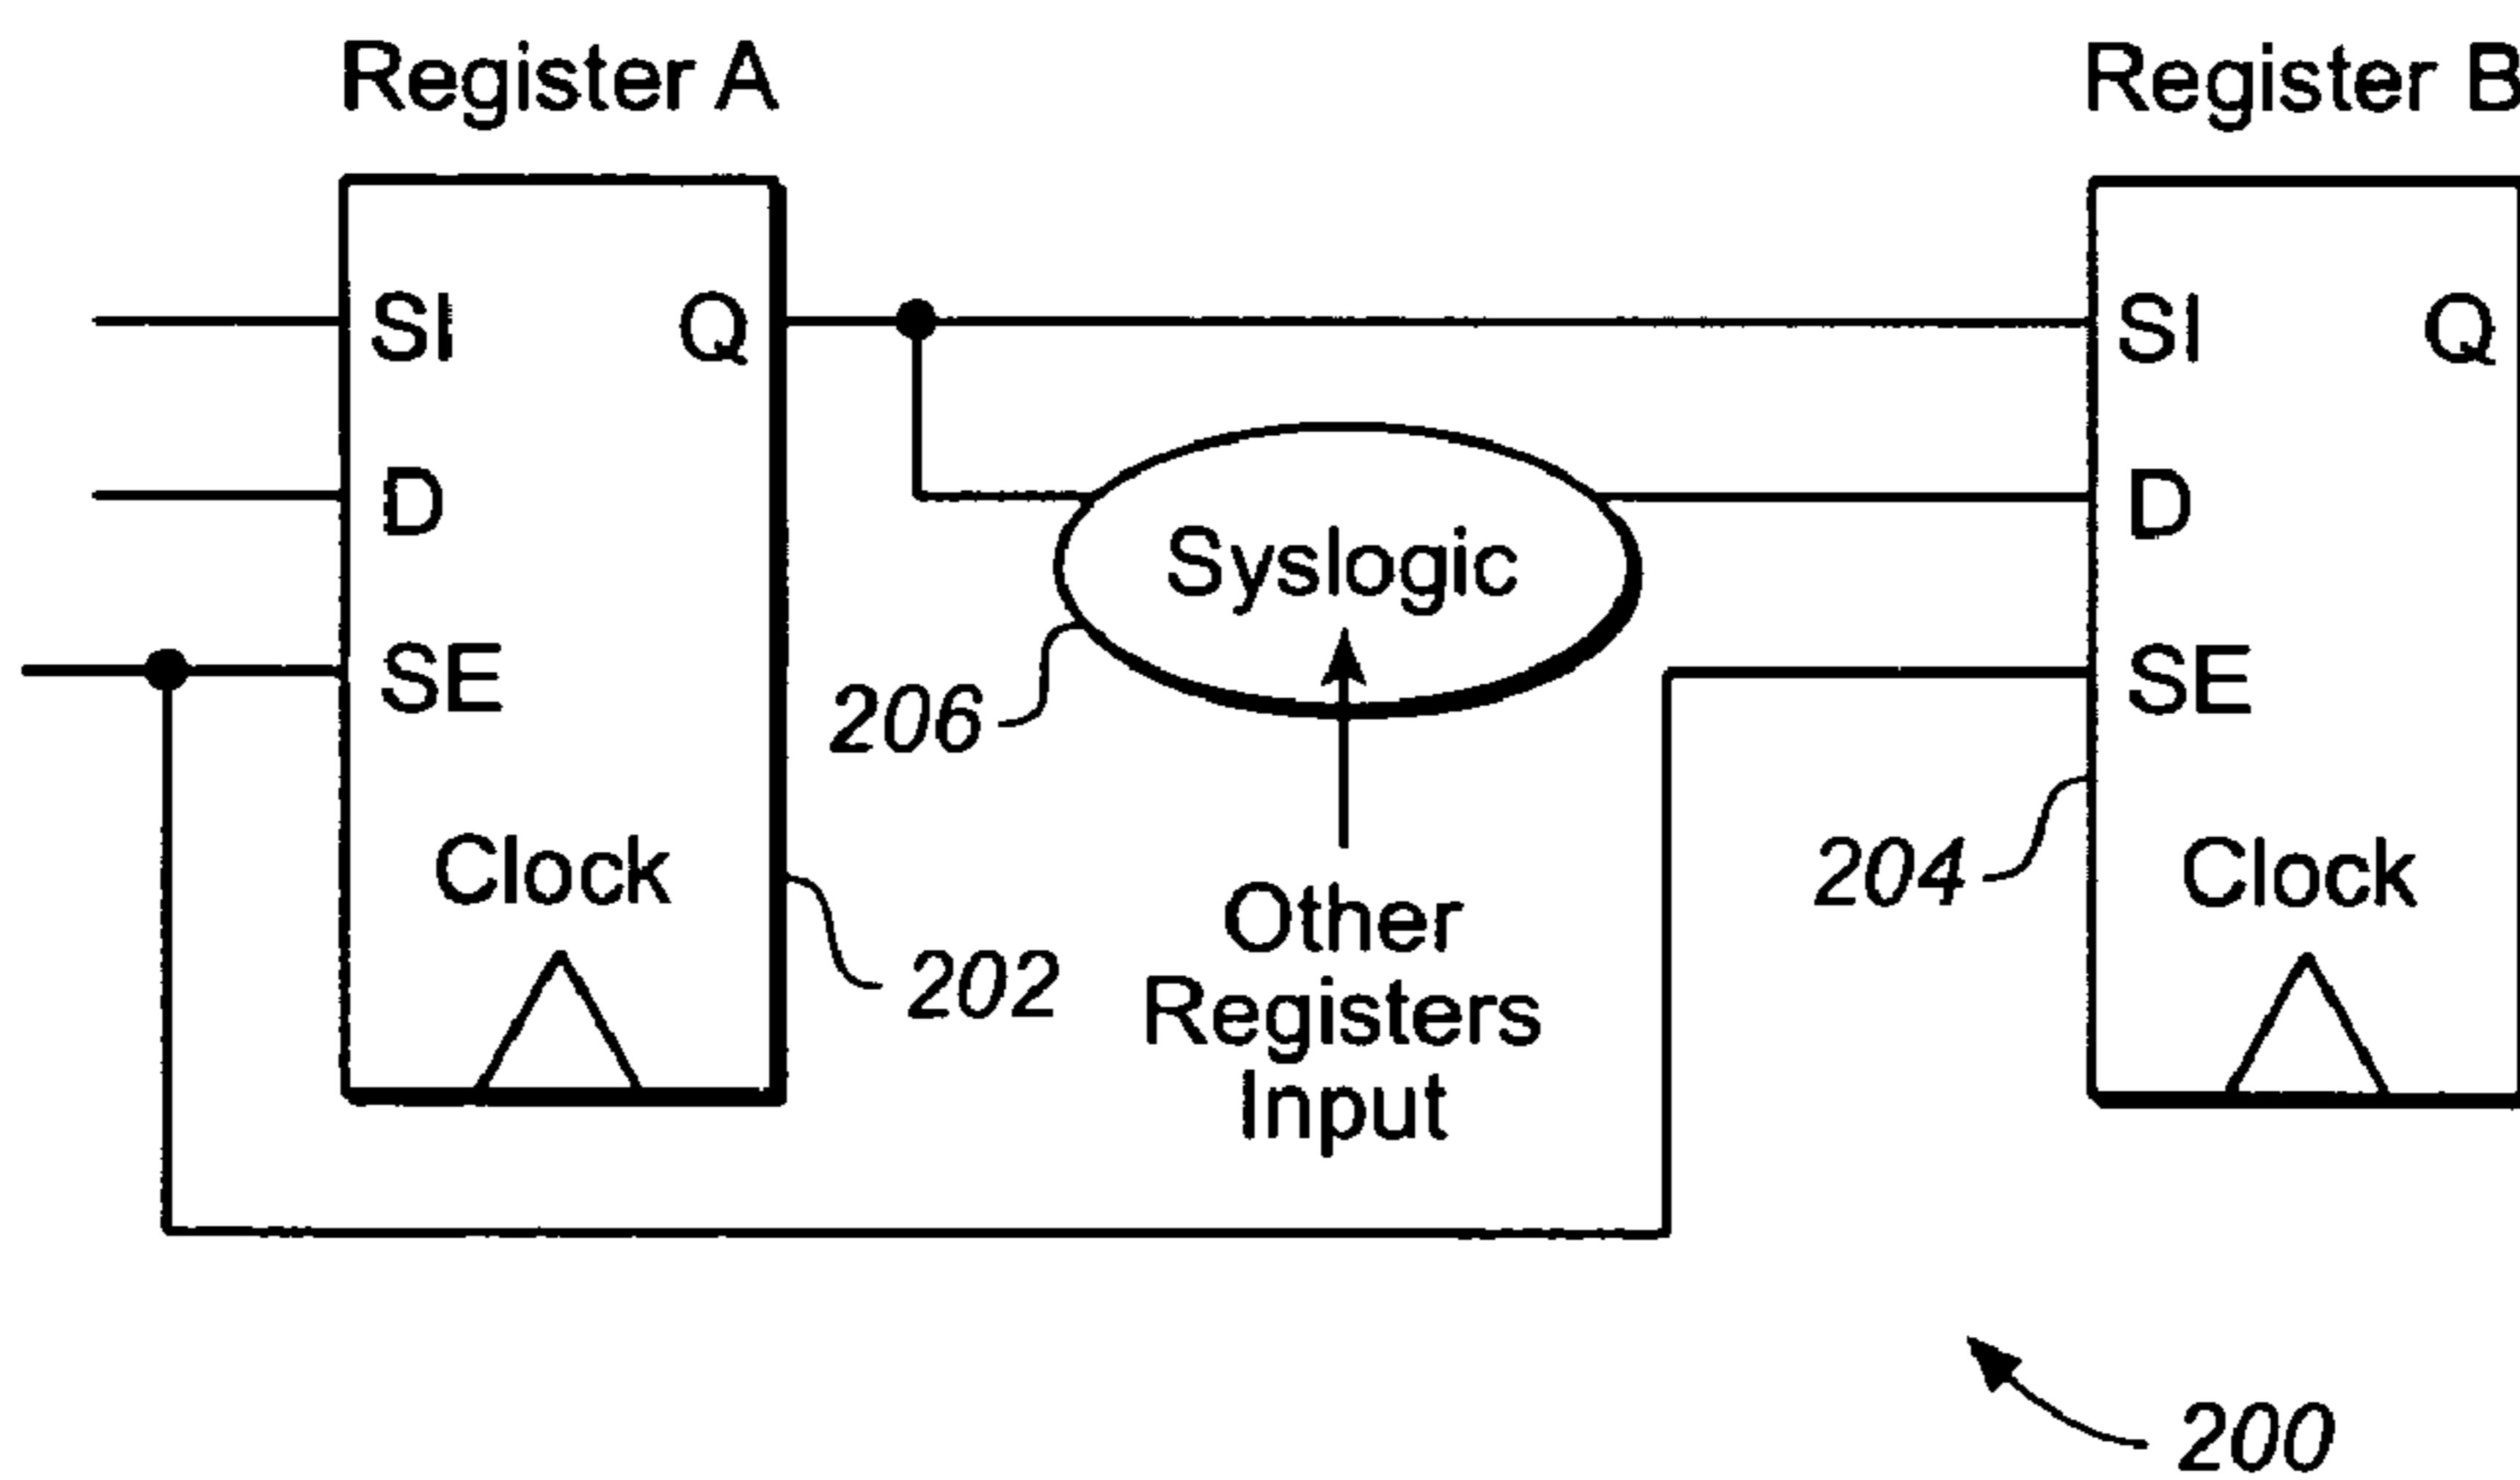 Register A
Register B
SI
Q
SI
Q
D
Syslogic
D
SE
SE
206
Clock
204
Clock
Other
202
Registers
Input
200